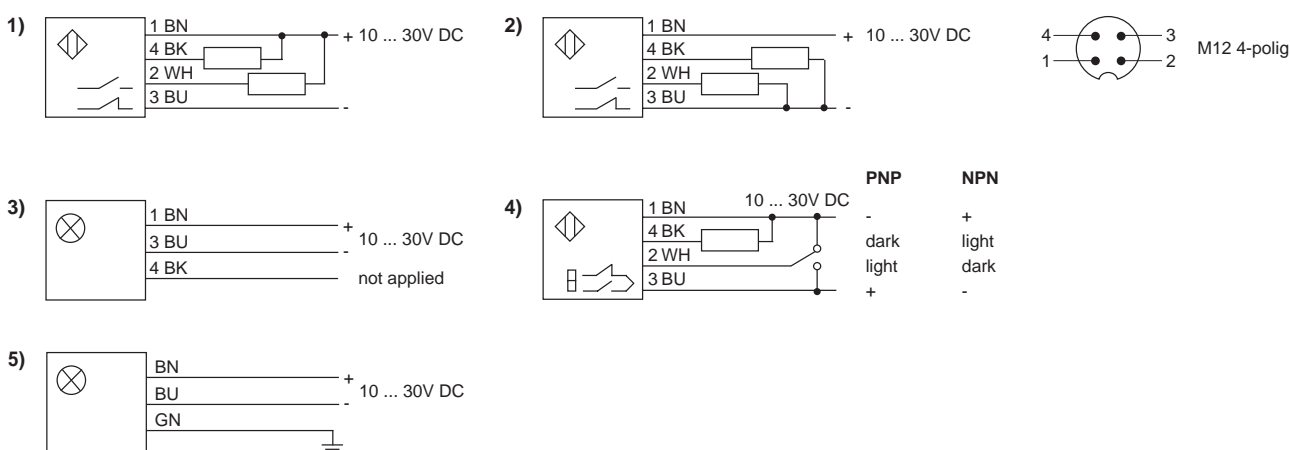 1)
1 BN
4 BK
2 WH
3 BU
+ 10 ... 30V DC
-
2)
1 BN
4 BK
2 WH
3 BU
+ 10 ... 30V DC
-
4 3
1 2
M12 4-polig
3)
1 BN
3 BU
4 BK
+
10 ... 30V DC
-
not applied
4)
1 BN
4 BK
2 WH
3 BU
10 ... 30V DC
PNP NPN
- +
dark light
light dark
+ -
5)
BN
BU
GN
+
10 ... 30V DC
-